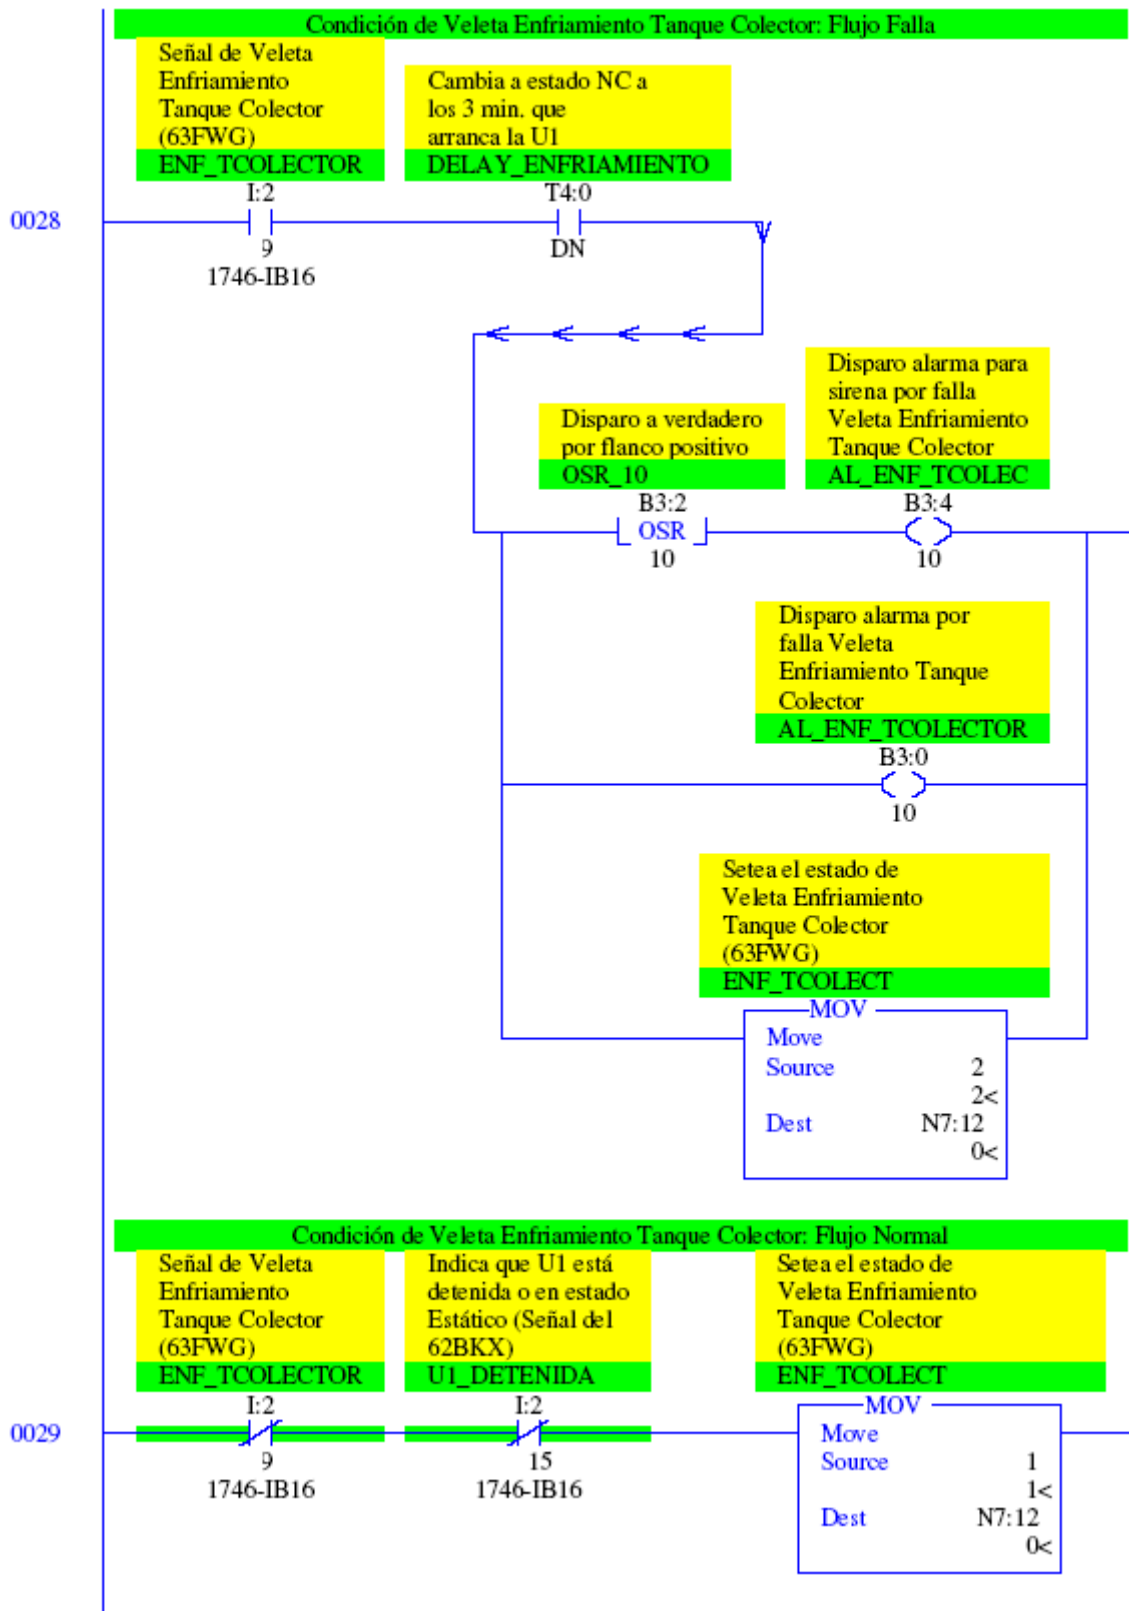 Condición de Veleta Enfriamiento Tanque Colector: Flujo Falla
Señal de Veleta
Enfriamiento
Tanque Colector
(63FWG)
ENF_TCOLECTOR
I:2
9
1746-IB16
Cambia a estado NC a
los 3 min. que
arranca la U1
DELAY_ENFRIAMIENTO
T4:0
DN
0028
Disparo a verdadero
por flanco positivo
OSR_10
B3:2
OSR
10
Disparo alarma para
sirena por falla
Veleta Enfriamiento
Tanque Colector
AL_ENF_TCOLEC
B3:4
10
Disparo alarma por
falla Veleta
Enfriamiento Tanque
Colector
AL_ENF_TCOLECTOR
B3:0
10
Setea el estado de
Veleta Enfriamiento
Tanque Colector
(63FWG)
ENF_TCOLECT
MOV
Move
Source 2
2<
Dest N7:12
0<
Condición de Veleta Enfriamiento Tanque Colector: Flujo Normal
Señal de Veleta
Enfriamiento
Tanque Colector
(63FWG)
ENF_TCOLECTOR
I:2
9
1746-IB16
Indica que U1 está
detenida o en estado
Estático (Señal del
62BKX)
U1_DETENIDA
I:2
15
1746-IB16
Setea el estado de
Veleta Enfriamiento
Tanque Colector
(63FWG)
ENF_TCOLECT
MOV
Move
Source 1
1<
Dest N7:12
0<
0029